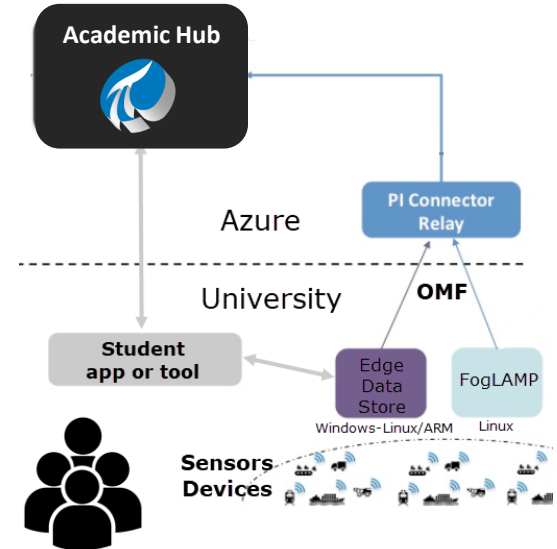 Academic Hub
PI Connector
Relay
Azure
University
OMF
Student
app or tool
Edge
Data
Store
FogLAMP
Windows-Linux/ARM
Linux
Sensors
Devices